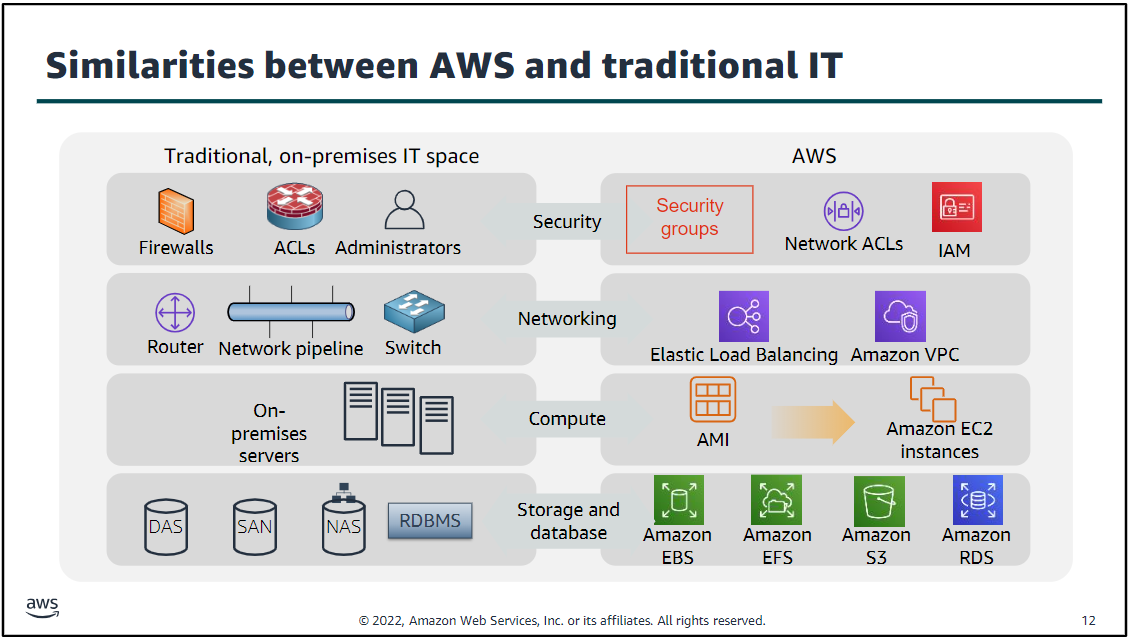 Similarities between AWS and traditional IT
Traditional, on-premises IT space
AWS
Firewalls
ACLs
Administrators
Security
Security
groups
Network ACLs
IAM
Router
Network pipeline
Switch
Networking
Elastic Load Balancing
Amazon VPC
On-
premises
servers
Compute
AMI
Amazon EC2
instances
DAS
SAN
NAS
RDBMS
Storage and
database
Amazon
EBS
Amazon
EFS
Amazon
S3
Amazon
RDS
aws
© 2022, Amazon Web Services, Inc. or its affiliates. All rights reserved.
12